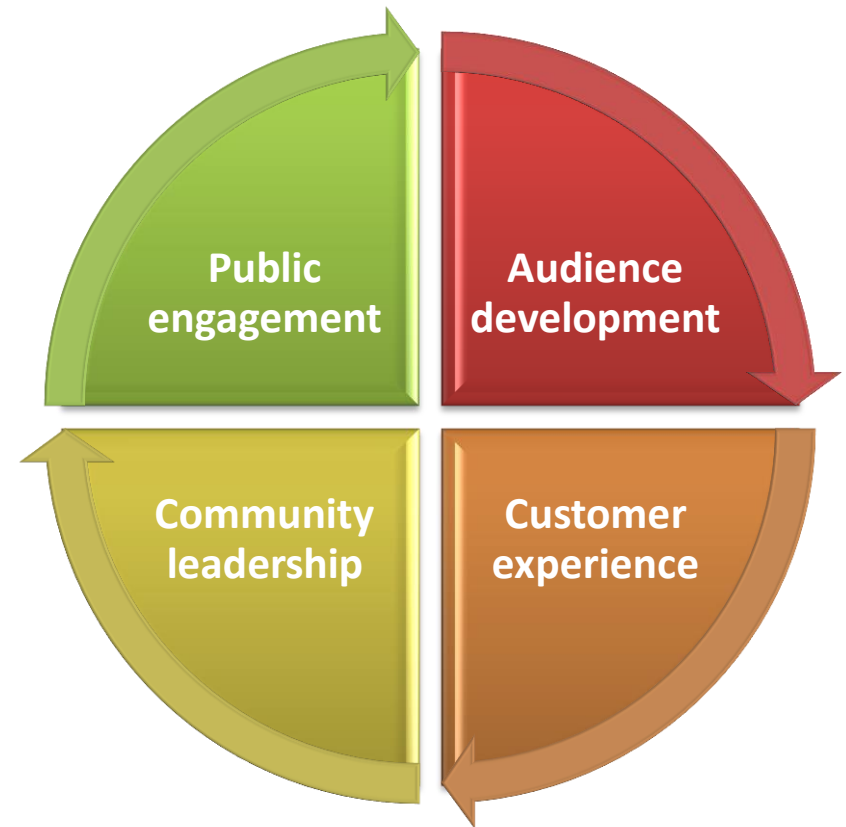 Public
engagement
Audience
development
Community
leadership
Customer
experience